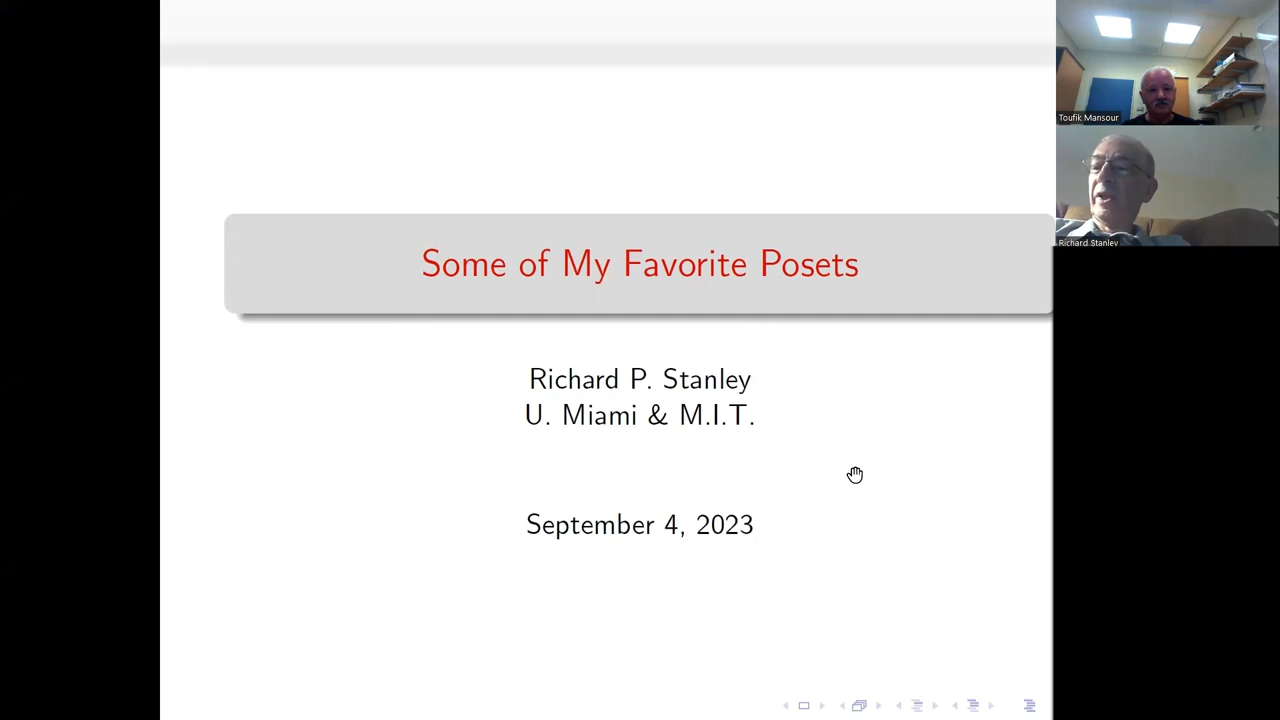 Some of My Favorite Posets
Richard P. Stanley
U. Miami & M.I.T.
September 4, 2023
Toufik Mansour
Richard Stanley